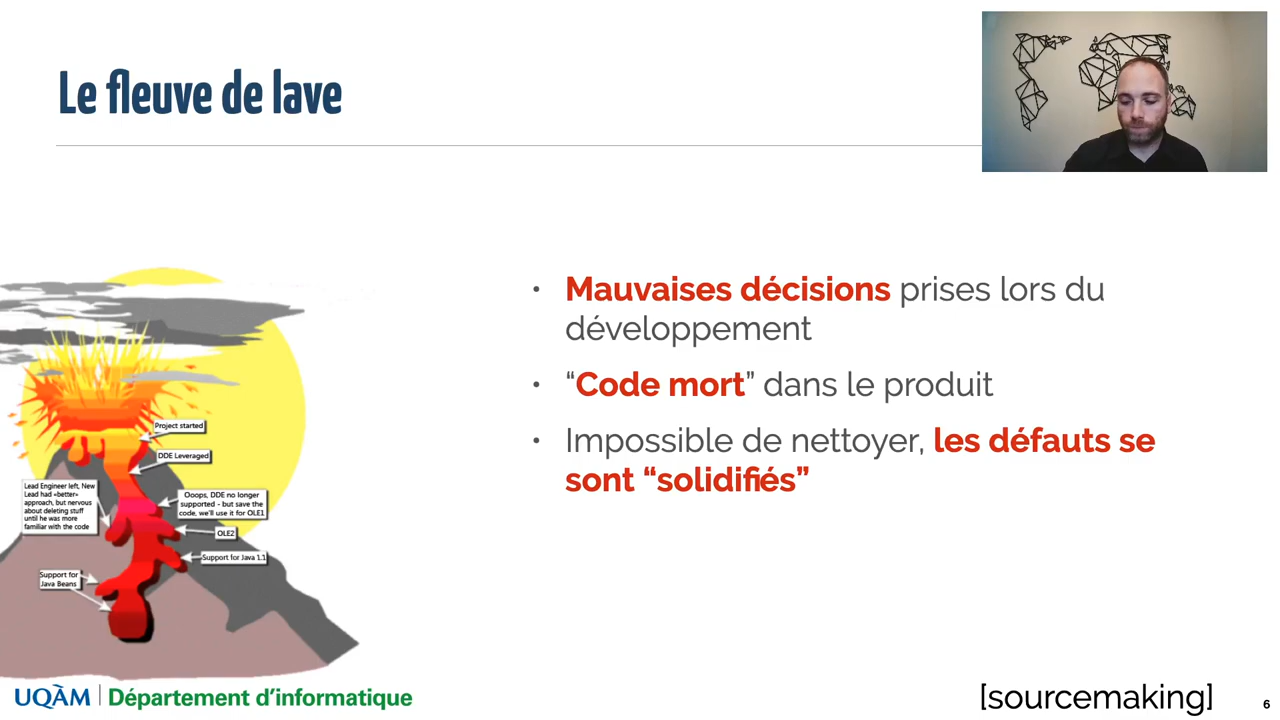 Le fleuve de lave
• Mauvaises décisions prises lors du
développement
• “Code mort” dans le produit
• Impossible de nettoyer, les défauts se
sont “solidifiés”
Project started
DDE Leveraged
Lead Engineer left, New
Lead had «better»
approach, but nervous
about deleting stuff
until he was more
familiar with the code
Ooops, DDE no longer
supported - but save the
code, we'll use it for OLE1
OLE2
Support for Java 1.1
Support for
Java Beans
UQÀM | Département d’informatique
[sourcemaking]
6